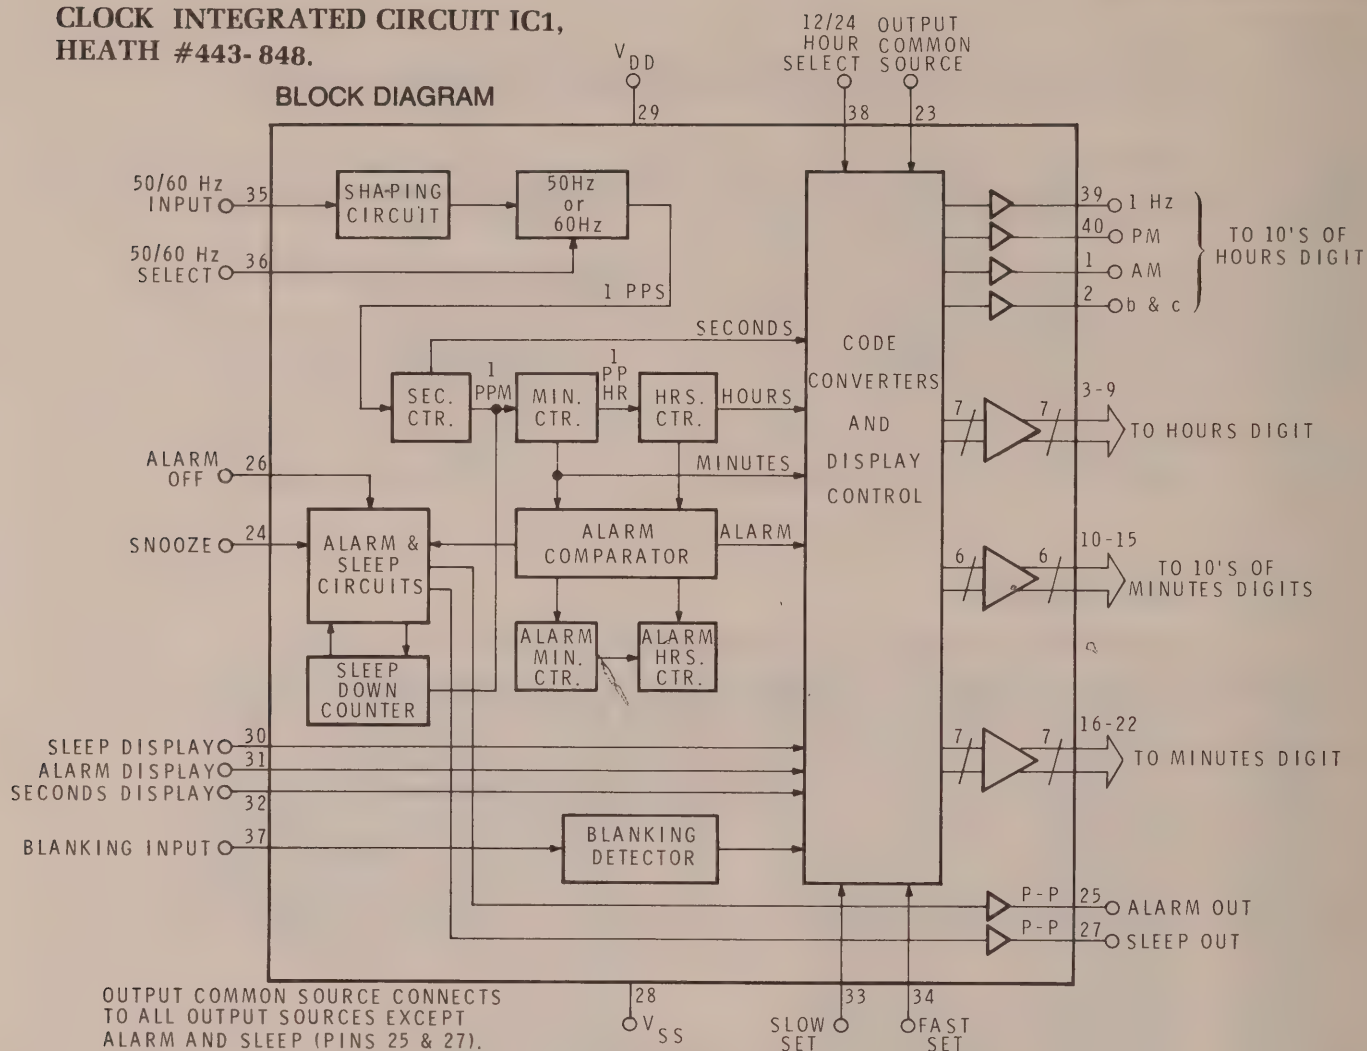 CLOCK INTEGRATED CIRCUIT IC1,
HEATH #443-848.
BLOCK DIAGRAM
V DD
29
12/24
HOUR
SELECT
38
OUTPUT
COMMON
SOURCE
23
50/60 Hz
INPUT
35
SHAPING
CIRCUIT
50Hz
or
60Hz
50/60 Hz
SELECT
36
1 PPS
39
1 Hz
40
PM
1
AM
2
b & c
TO 10'S OF
HOURS DIGIT
SECONDS
SEC.
CTR.
1
PPM
MIN.
CTR.
1
PP
HR
HRS.
CTR.
HOURS
MINUTES
CODE
CONVERTERS
AND
DISPLAY
CONTROL
7
7
3-9
TO HOURS DIGIT
ALARM
OFF
26
SNOOZE
24
ALARM &
SLEEP
CIRCUITS
ALARM
COMPARATOR
ALARM
6
6
10-15
TO 10'S OF
MINUTES DIGITS
SLEEP
DOWN
COUNTER
ALARM
MIN.
CTR.
ALARM
HRS.
CTR.
7
7
16-22
TO MINUTES DIGIT
SLEEP DISPLAY
30
ALARM DISPLAY
31
SECONDS DISPLAY
32
BLANKING INPUT
37
BLANKING
DETECTOR
P-P
25
ALARM OUT
P-P
27
SLEEP OUT
OUTPUT COMMON SOURCE CONNECTS
TO ALL OUTPUT SOURCES EXCEPT
ALARM AND SLEEP (PINS 25 & 27).
28
V SS
33
SLOW
SET
34
FAST
SET